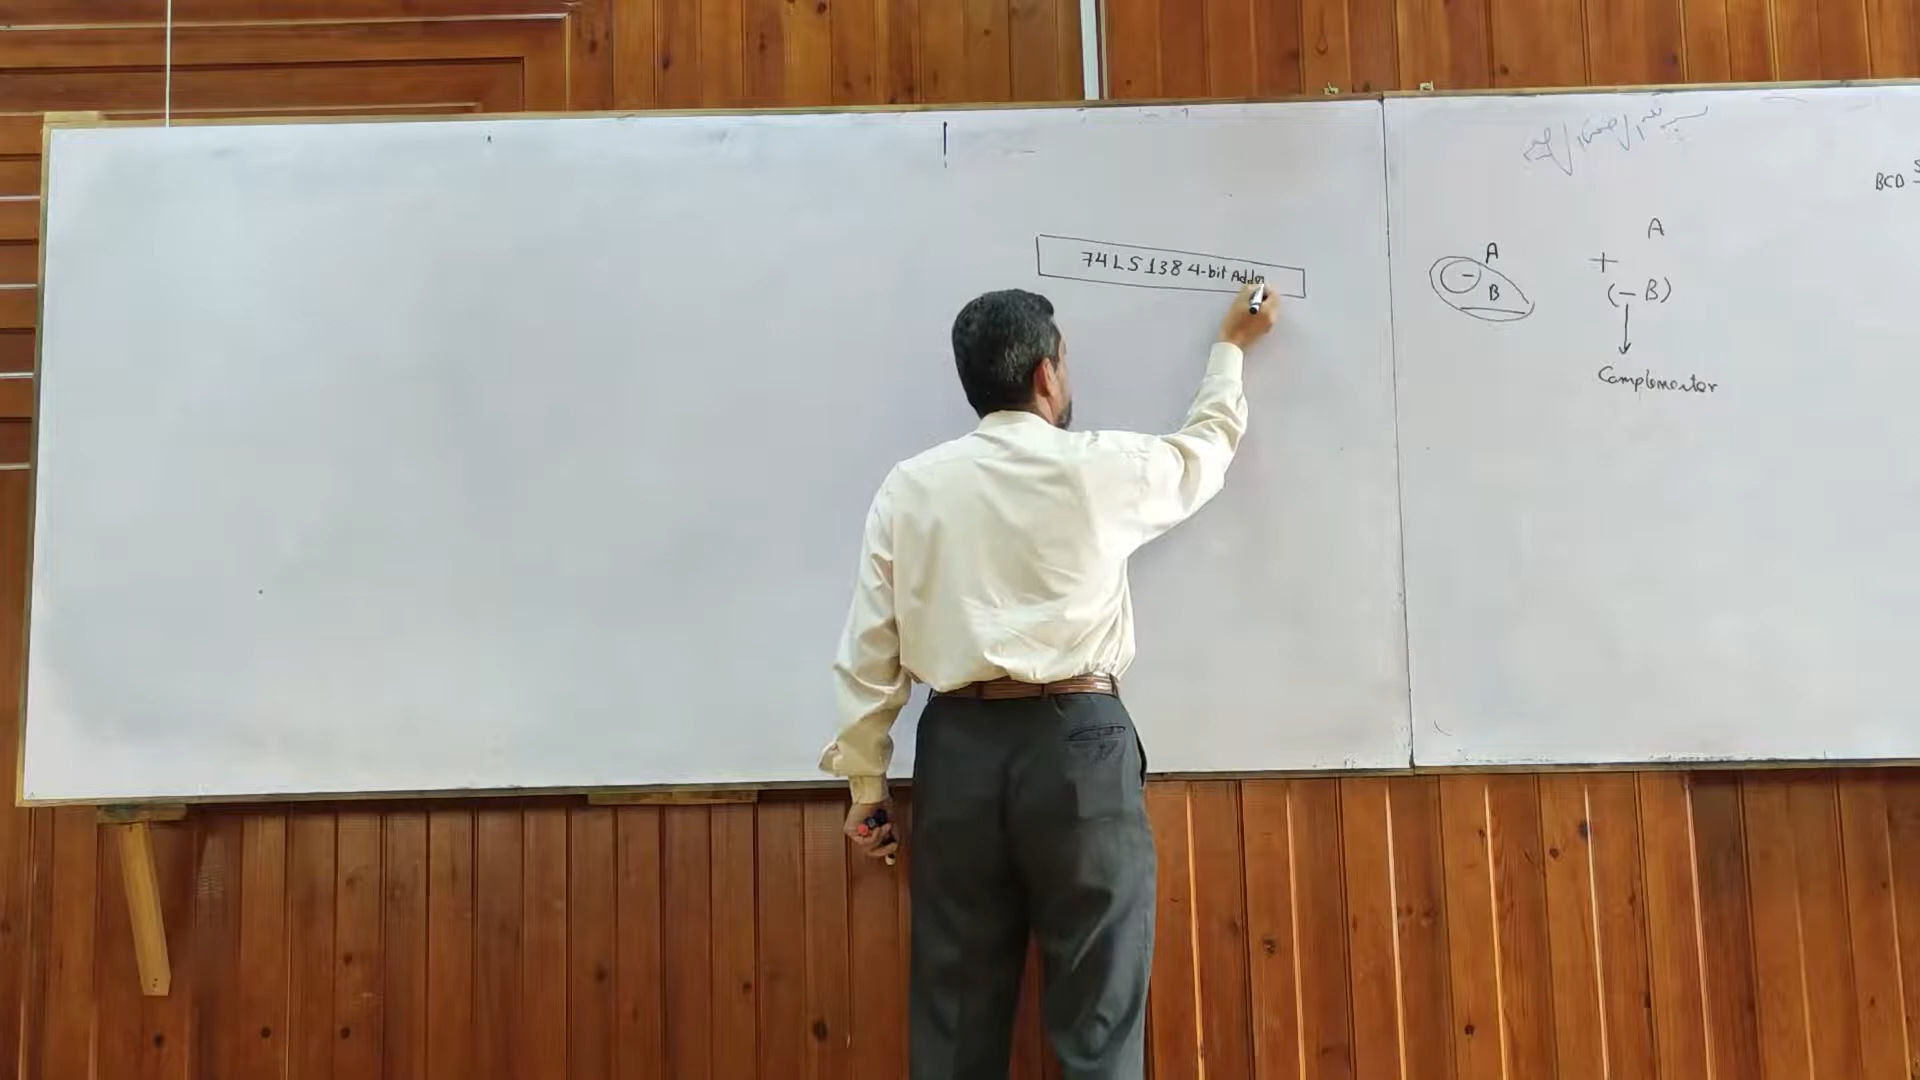 74LS138 4-bit Adder
A
- B
A
+
(- B)
Complementor
BCD